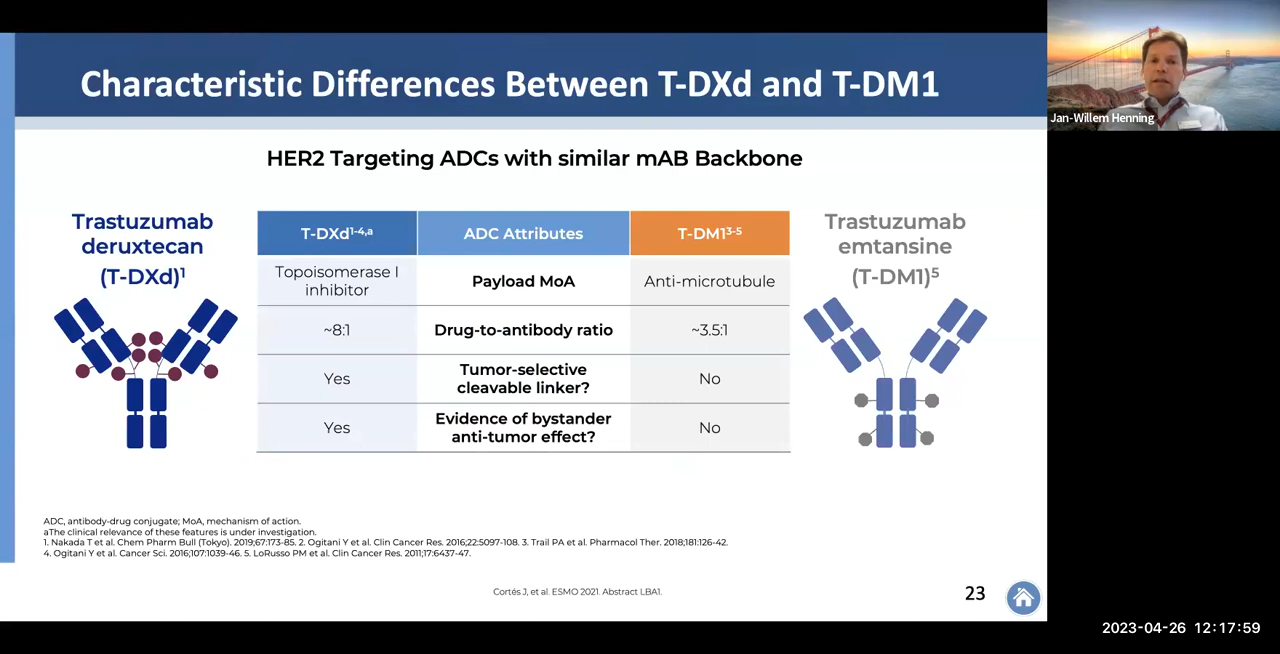 Characteristic Differences Between T-DXd and T-DM1
Jan-Willem Henning
HER2 Targeting ADCs with similar mAB Backbone
Trastuzumab
deruxtecan
(T-DXd)¹
T-DXd¹⁻⁴,ᵃ ADC Attributes T-DM1³⁻⁵
Topoisomerase I
inhibitor
Payload MoA
Anti-microtubule
~8:1 Drug-to-antibody ratio ~3.5:1
Yes
Tumor-selective
cleavable linker?
No
Yes
Evidence of bystander
anti-tumor effect?
No
Trastuzumab
emtansine
(T-DM1)⁵
ADC, antibody-drug conjugate; MoA, mechanism of action.
aThe clinical relevance of these features is under investigation.
1. Nakada T et al. Chem Pharm Bull (Tokyo). 2019;67:173-85. 2. Ogitani Y et al. Clin Cancer Res. 2016;22:5097-108. 3. Trail PA et al. Pharmacol Ther. 2018;181:126-42.
4. Ogitani Y et al. Cancer Sci. 2016;107:1039-46. 5. LoRusso PM et al. Clin Cancer Res. 2011;17:6437-47.
Cortés J, et al. ESMO 2021. Abstract LBA1.
23
2023-04-26 12:17:59